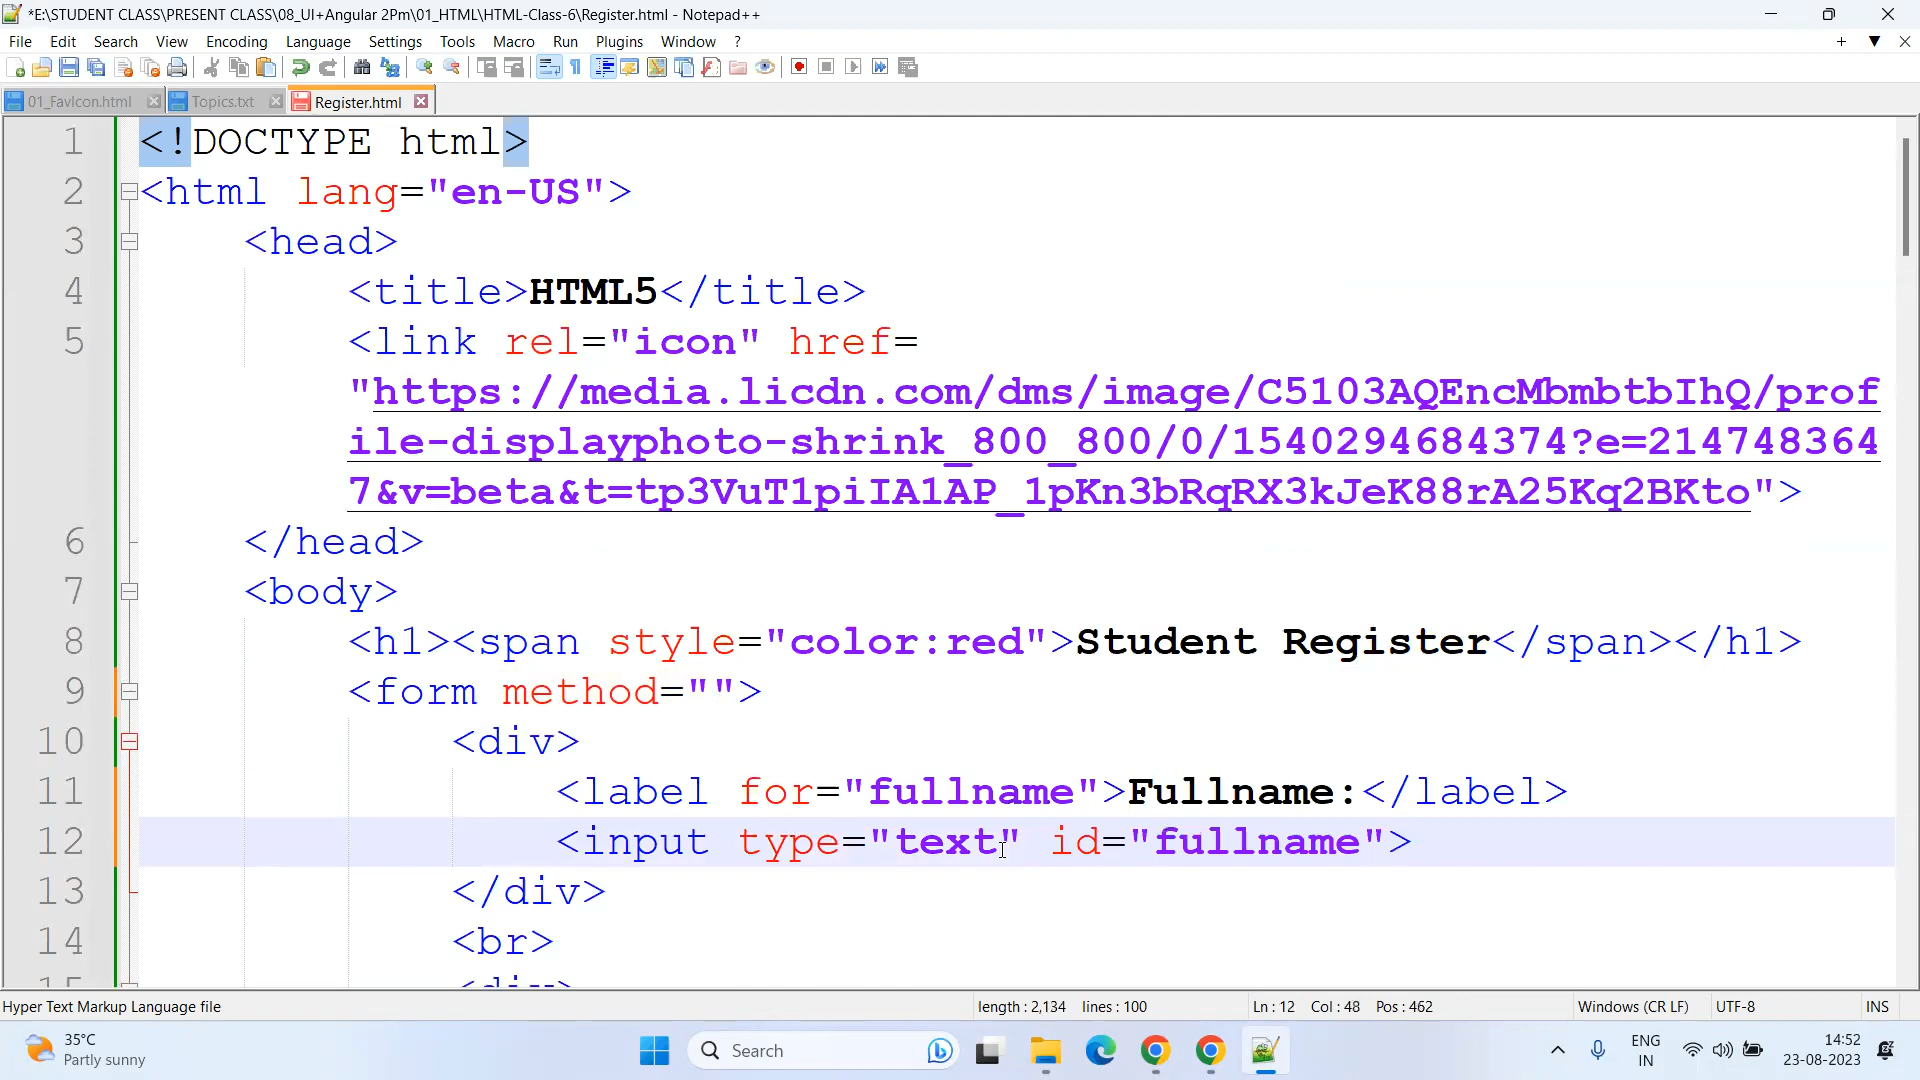 *E:\STUDENT CLASS\PRESENT CLASS\08_UI+Angular 2Pm\01_HTML\HTML-Class-6\Register.html - Notepad++
File Edit Search View Encoding Language Settings Tools Macro Run Plugins Window ?
01_FavIcon.html Topics.txt Register.html
1 <!DOCTYPE html>
2 <html lang="en-US">
3 <head>
4 <title>HTML5</title>
5 <link rel="icon" href=
"https://media.licdn.com/dms/image/C5103AQEncMbmbtbIhQ/prof
ile-displayphoto-shrink_800_800/0/1540294684374?e=214748364
7&v=beta&t=tp3VuT1piIA1AP_1pKn3bRqRX3kJeK88rA25Kq2BKto">
6 </head>
7 <body>
8 <h1><span style="color:red">Student Register</span></h1>
9 <form method="">
10 <div>
11 <label for="fullname">Fullname:</label>
12 <input type="text" id="fullname">
13 </div>
14 <br>
15 <div>
Hyper Text Markup Language file length : 2,134 lines : 100 Ln : 12 Col : 48 Pos : 462 Windows (CR LF) UTF-8 INS
35°C
Partly sunny
Search
ENG
IN
14:52
23-08-2023